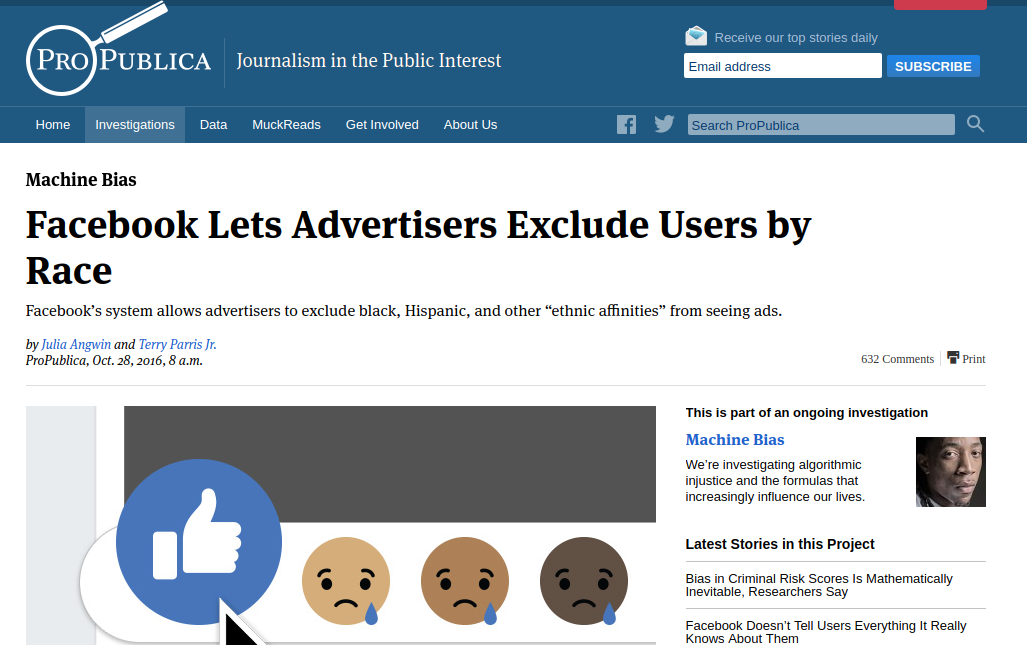 PROPUBLICA
Journalism in the Public Interest
Receive our top stories daily
Email address
SUBSCRIBE
Home
Investigations
Data
MuckReads
Get Involved
About Us
Search ProPublica
Machine Bias
Facebook Lets Advertisers Exclude Users by
Race
Facebook’s system allows advertisers to exclude black, Hispanic, and other “ethnic affinities” from seeing ads.
by Julia Angwin and Terry Parris Jr.
ProPublica, Oct. 28, 2016, 8 a.m.
632 Comments
Print
This is part of an ongoing investigation
Machine Bias
We’re investigating algorithmic
injustice and the formulas that
increasingly influence our lives.
Latest Stories in this Project
Bias in Criminal Risk Scores Is Mathematically
Inevitable, Researchers Say
Facebook Doesn’t Tell Users Everything It Really
Knows About Them